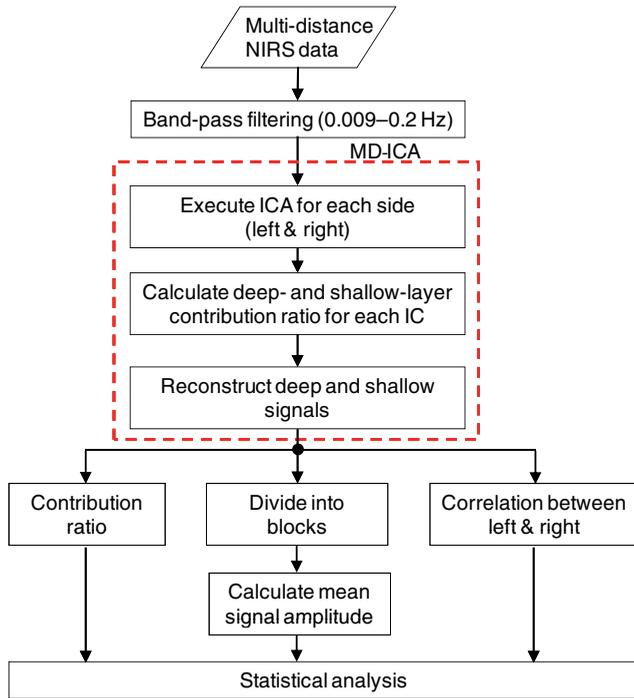 Multi-distance
NIRS data
Band-pass filtering (0.009–0.2 Hz)
MD-ICA
Execute ICA for each side
(left & right)
Calculate deep- and shallow-layer
contribution ratio for each IC
Reconstruct deep and shallow
signals
Contribution
ratio
Divide into
blocks
Correlation between
left & right
Calculate mean
signal amplitude
Statistical analysis